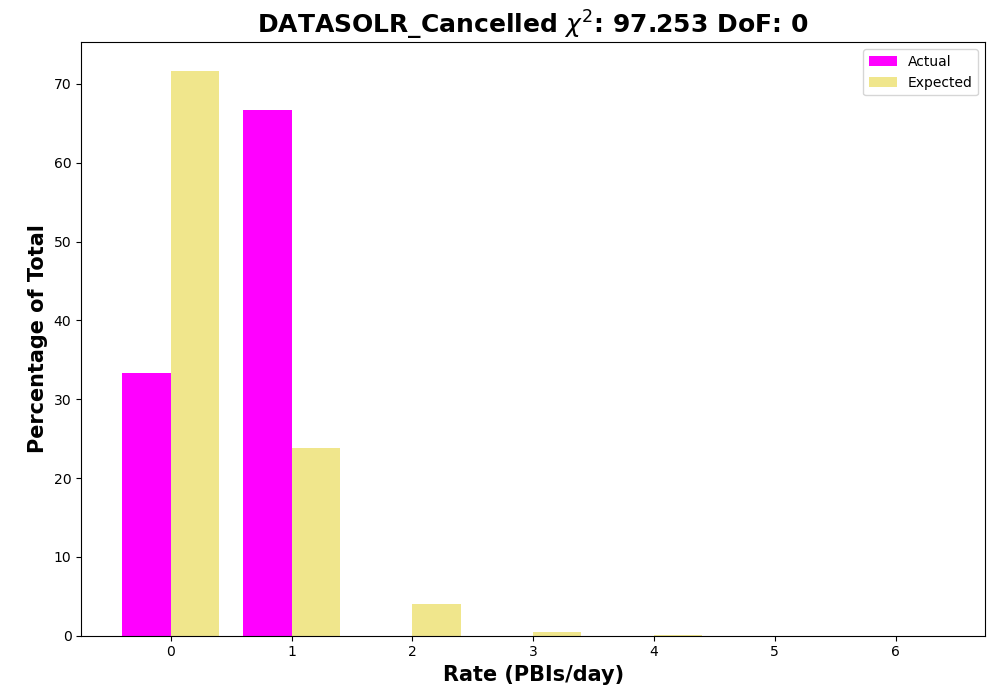 DATASOLR_Cancelled χ²: 97.253 DoF: 0
Actual
Expected
Percentage of Total
70
60
50
40
30
20
10
0
0 1 2 3 4 5 6
Rate (PBIs/day)